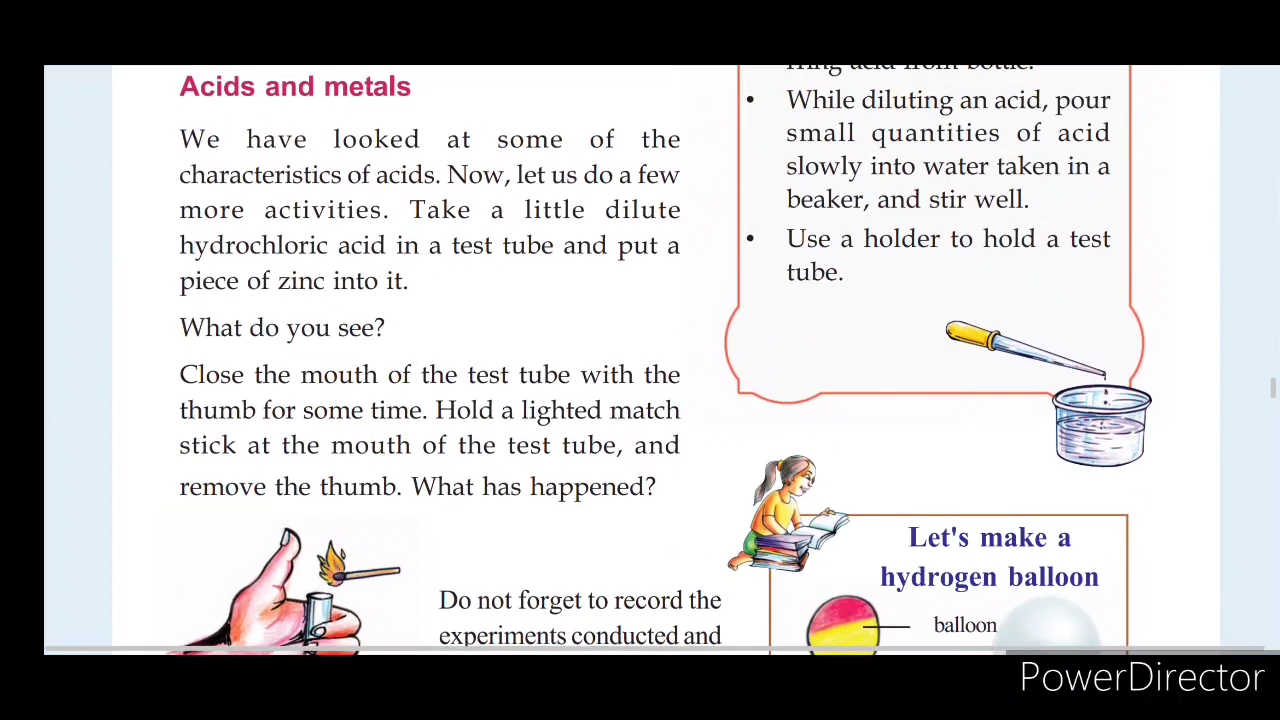 Acids and metals
We have looked at some of the
characteristics of acids. Now, let us do a few
more activities. Take a little dilute
hydrochloric acid in a test tube and put a
piece of zinc into it.
What do you see?
Close the mouth of the test tube with the
thumb for some time. Hold a lighted match
stick at the mouth of the test tube, and
remove the thumb. What has happened?
Do not forget to record the
experiments conducted and
acid from bottle.
• While diluting an acid, pour
small quantities of acid
slowly into water taken in a
beaker, and stir well.
• Use a holder to hold a test
tube.
Let's make a
hydrogen balloon
balloon
PowerDirector